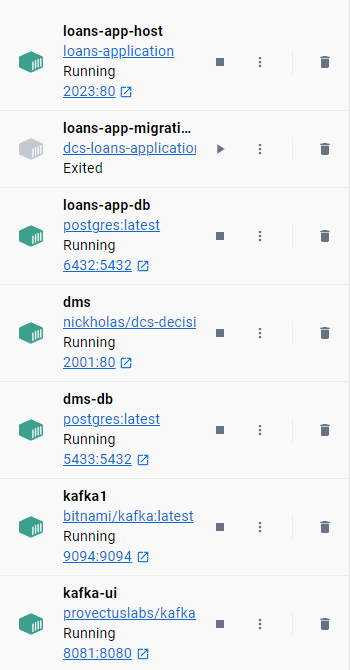 loans-app-host
loans-application
Running
2023:80
loans-app-migrati...
dcs-loans-application
Exited
loans-app-db
postgres:latest
Running
6432:5432
dms
nickholas/dcs-decisi
Running
2001:80
dms-db
postgres:latest
Running
5433:5432
kafka1
bitnami/kafka:latest
Running
9094:9094
kafka-ui
provectuslabs/kafka
Running
8081:8080